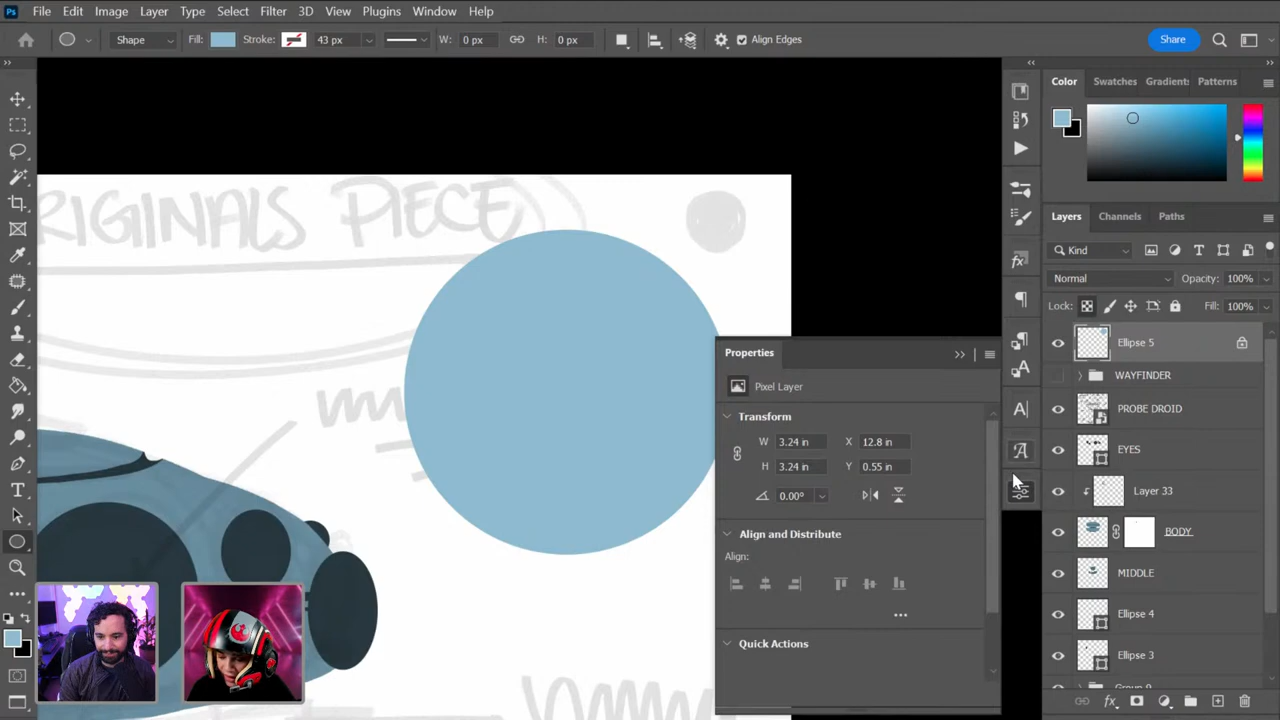 Ps File Edit Image Layer Type Select Filter 3D View Plugins Window Help
Shape Fill: Stroke: 43 px W: 0 px H: 0 px Align Edges Share
Color Swatches Gradient: Patterns
RIGINALS PIECE
Layers Channels Paths
Kind
Normal Opacity: 100%
Lock: Fill: 100%
Ellipse 5
WAYFINDER
PROBE DROID
EYES
Layer 33
BODY
MIDDLE
Ellipse 4
Ellipse 3
Group 9
Properties
Pixel Layer
Transform
W 3.24 in X 12.8 in
H 3.24 in Y 0.55 in
0.00°
Align and Distribute
Align:
Quick Actions